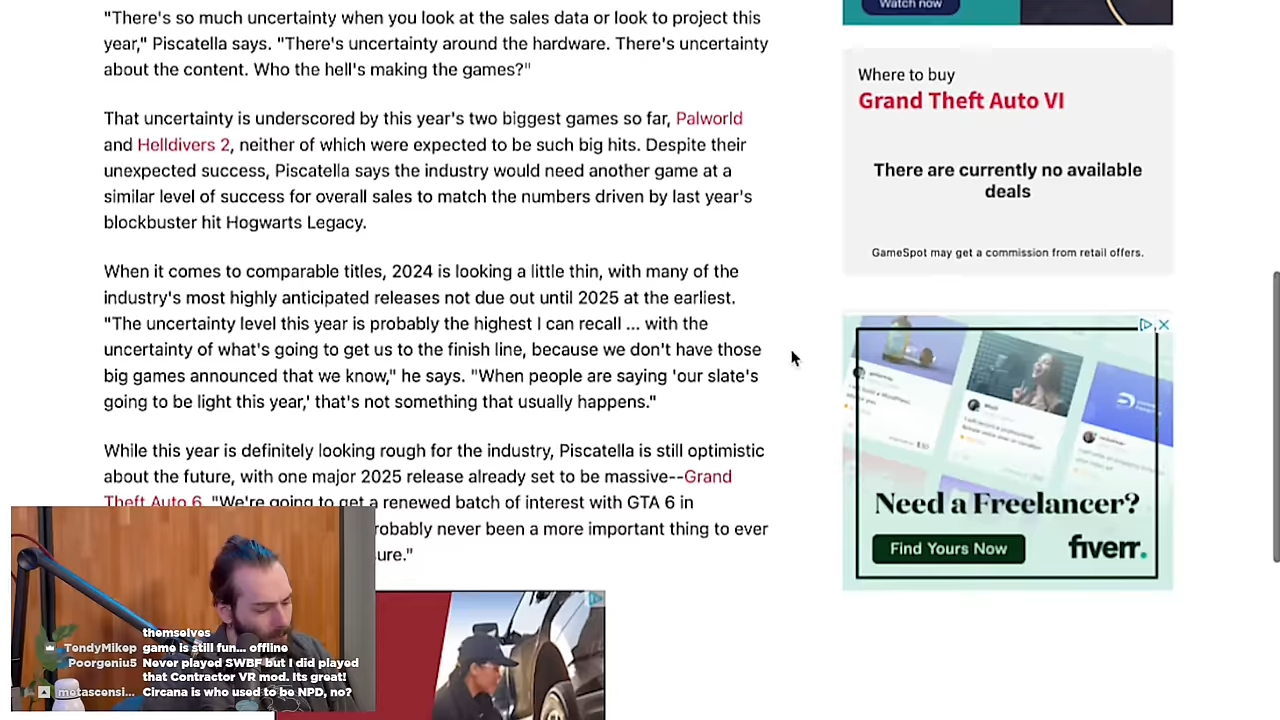 "There's so much uncertainty when you look at the sales data or look to project this
year," Piscatella says. "There's uncertainty around the hardware. There's uncertainty
about the content. Who the hell's making the games?"
That uncertainty is underscored by this year's two biggest games so far, Palworld
and Helldivers 2, neither of which were expected to be such big hits. Despite their
unexpected success, Piscatella says the industry would need another game at a
similar level of success for overall sales to match the numbers driven by last year's
blockbuster hit Hogwarts Legacy.
When it comes to comparable titles, 2024 is looking a little thin, with many of the
industry's most highly anticipated releases not due out until 2025 at the earliest.
"The uncertainty level this year is probably the highest I can recall ... with the
uncertainty of what's going to get us to the finish line, because we don't have those
big games announced that we know," he says. "When people are saying 'our slate's
going to be light this year,' that's not something that usually happens."
While this year is definitely looking rough for the industry, Piscatella is still optimistic
about the future, with one major 2025 release already set to be massive--Grand
Theft Auto 6. "We're going to get a renewed batch of interest with GTA 6 in
robably never been a more important thing to ever
ure."
themselves
TendyMikep game is still fun... offline
Poorgeniu5 Never played SWBF but I did played
that Contractor VR mod. Its great!
metascensi... Circana is who used to be NPD, no?
Watch now
Where to buy
Grand Theft Auto VI
There are currently no available
deals
GameSpot may get a commission from retail offers.
Need a Freelancer?
Find Yours Now
fiverr.